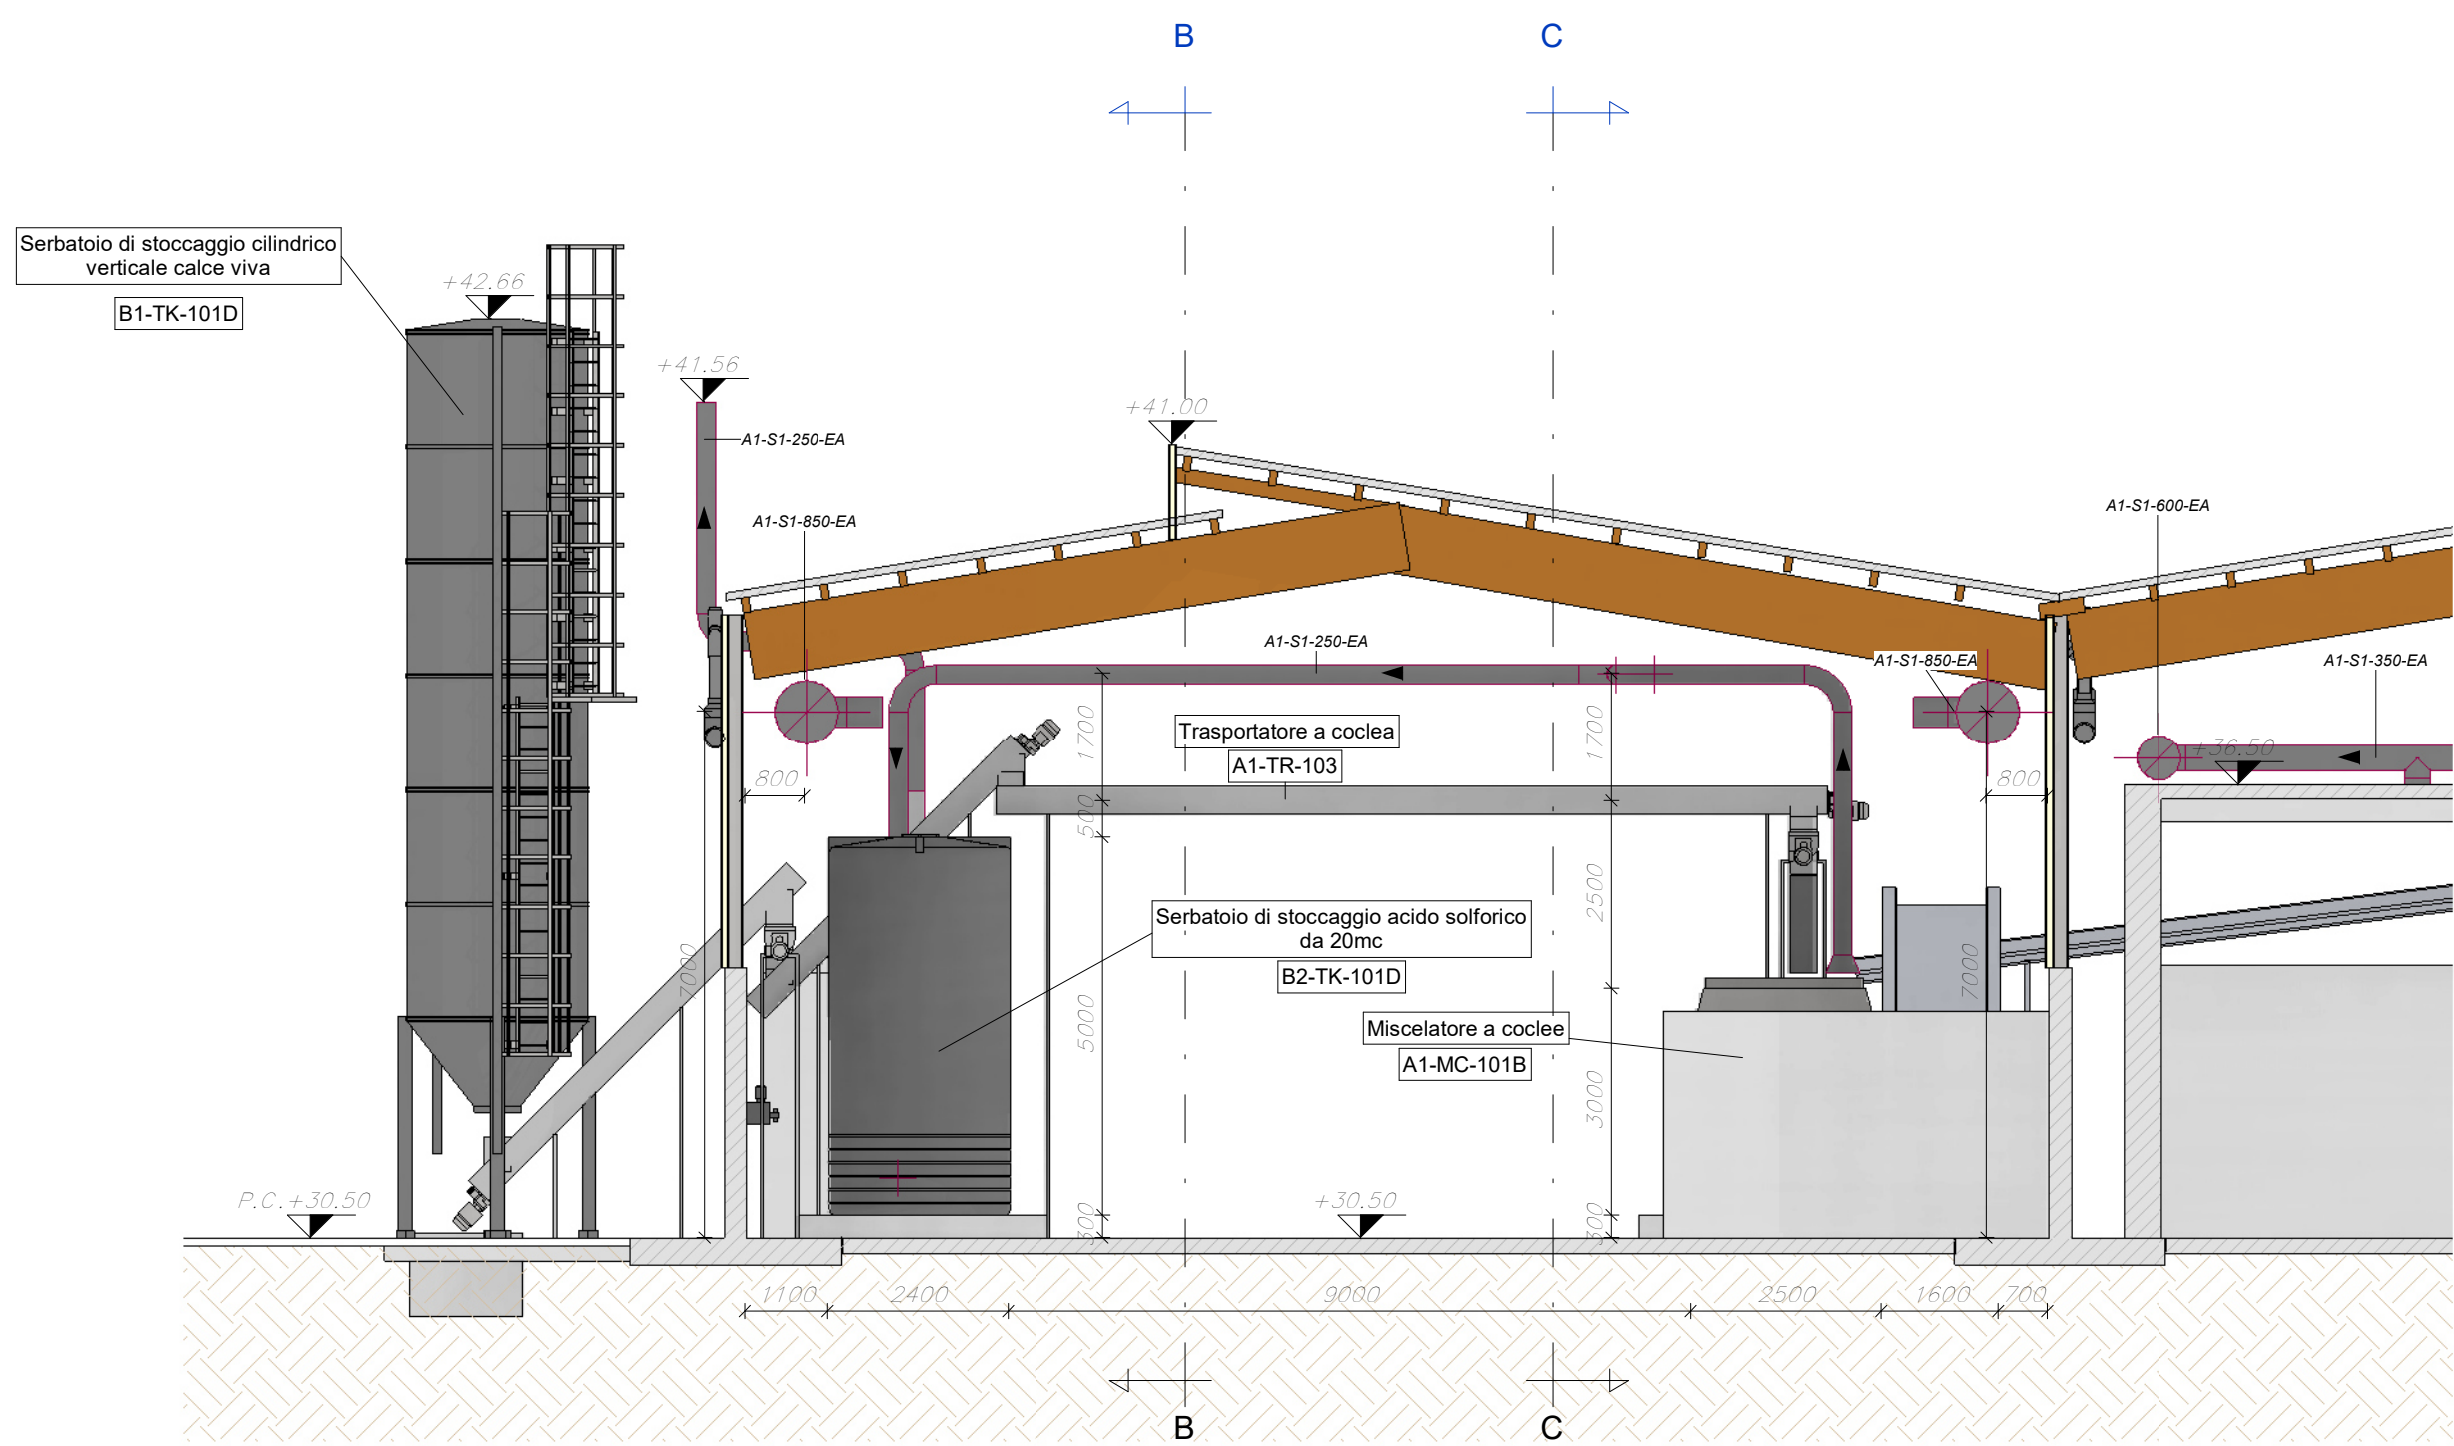 B
C
Serbatoio di stoccaggio cilindrico
verticale calce viva
B1-TK-101D
+42.66
+41.56
+41.00
A1-S1-250-EA
A1-S1-850-EA
A1-S1-600-EA
A1-S1-250-EA
A1-S1-850-EA
A1-S1-350-EA
Trasportatore a coclea
A1-TR-103
+36.50
800
1700
1700
800
500
2500
Serbatoio di stoccaggio acido solforico
da 20mc
B2-TK-101D
7000
7000
5000
Miscelatore a coclee
A1-MC-101B
3000
P.C.+30.50
+30.50
300
300
1100
2400
9000
2500
1600
700
B
C